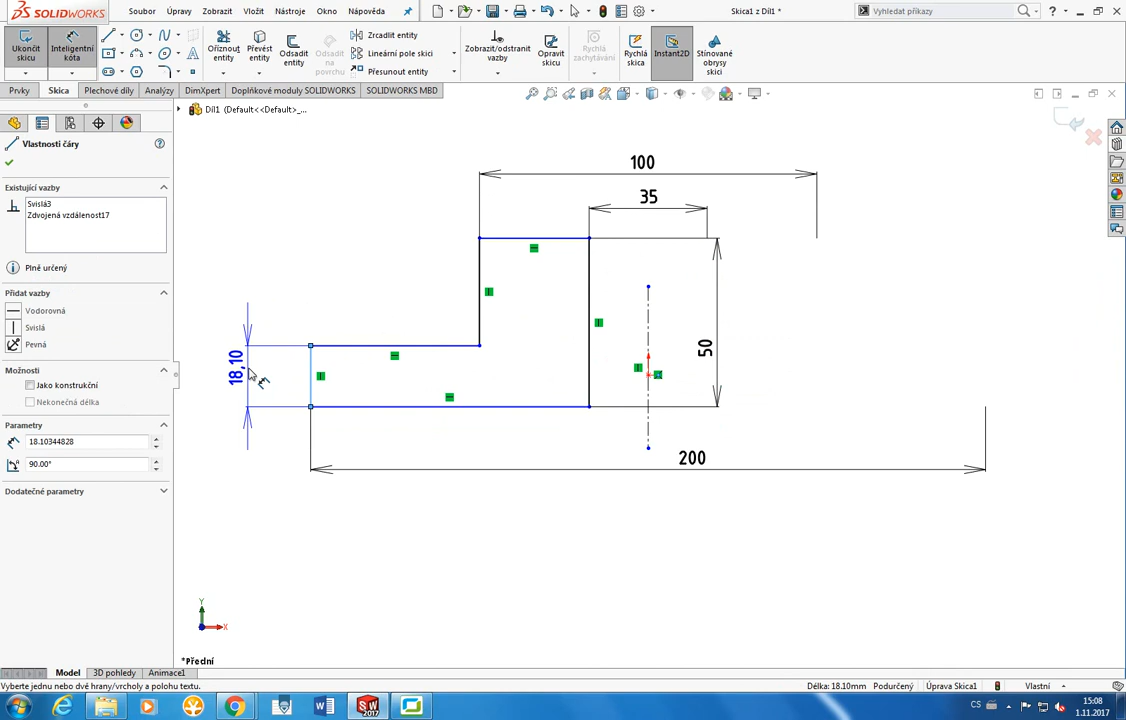 SOLIDWORKS
Soubor
Úpravy
Zobrazit
Vložit
Nástroje
Okno
Nápověda
Skica1 z Díl1 *
Vyhledat příkazy
Ukončit skicu
Inteligentní kóta
Oříznout entity
Převést entity
Odsadit entity
Odsadit na povrchu
Zrcadlit entity
Lineární pole skici
Přesunout entity
Zobrazit/odstranit vazby
Opravit skicu
Rychlá zachytávání
Rychlá skica
Instant2D
Stínované obrysy skici
Prvky
Skica
Plechové díly
Analýzy
DimXpert
Doplňkové moduly SOLIDWORKS
SOLIDWORKS MBD
Díl1 (Default<<Default>_...
Vlastnosti čáry
Existující vazby
Svislá3
Zdvojená vzdálenost17
Plně určený
Přidat vazby
Vodorovná
Svislá
Pevná
Možnosti
Jako konstrukční
Nekonečná délka
Parametry
18.10344828
90.00°
Dodatečné parametry
100
35
50
18,10
200
Y
X
*Přední
Model
3D pohledy
Animace1
Vyberte jednu nebo dvě hrany/vrcholy a polohu textu.
Délka: 18.10mm
Podurčený
Úprava Skica1
Vlastní
CS
15:08
1.11.2017